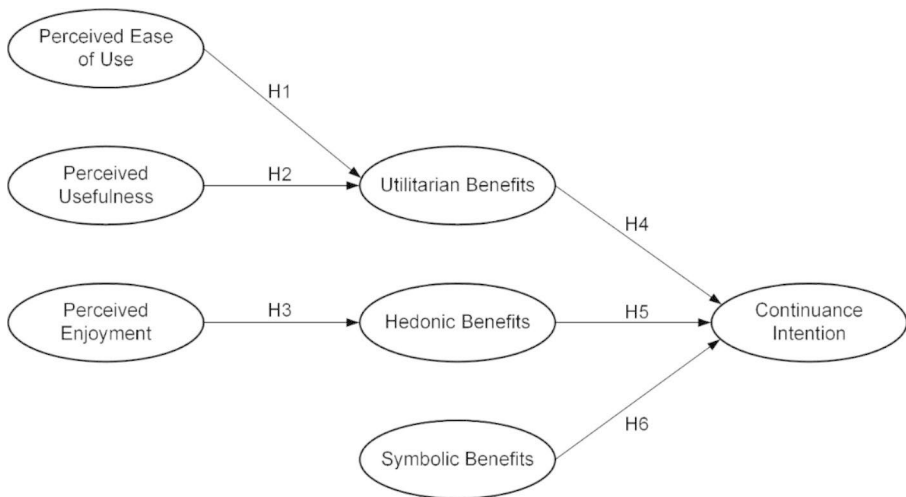 Perceived Ease
of Use
H1
Perceived
Usefulness
H2
Utilitarian Benefits
H4
Perceived
Enjoyment
H3
Hedonic Benefits
H5
Continuance
Intention
H6
Symbolic Benefits